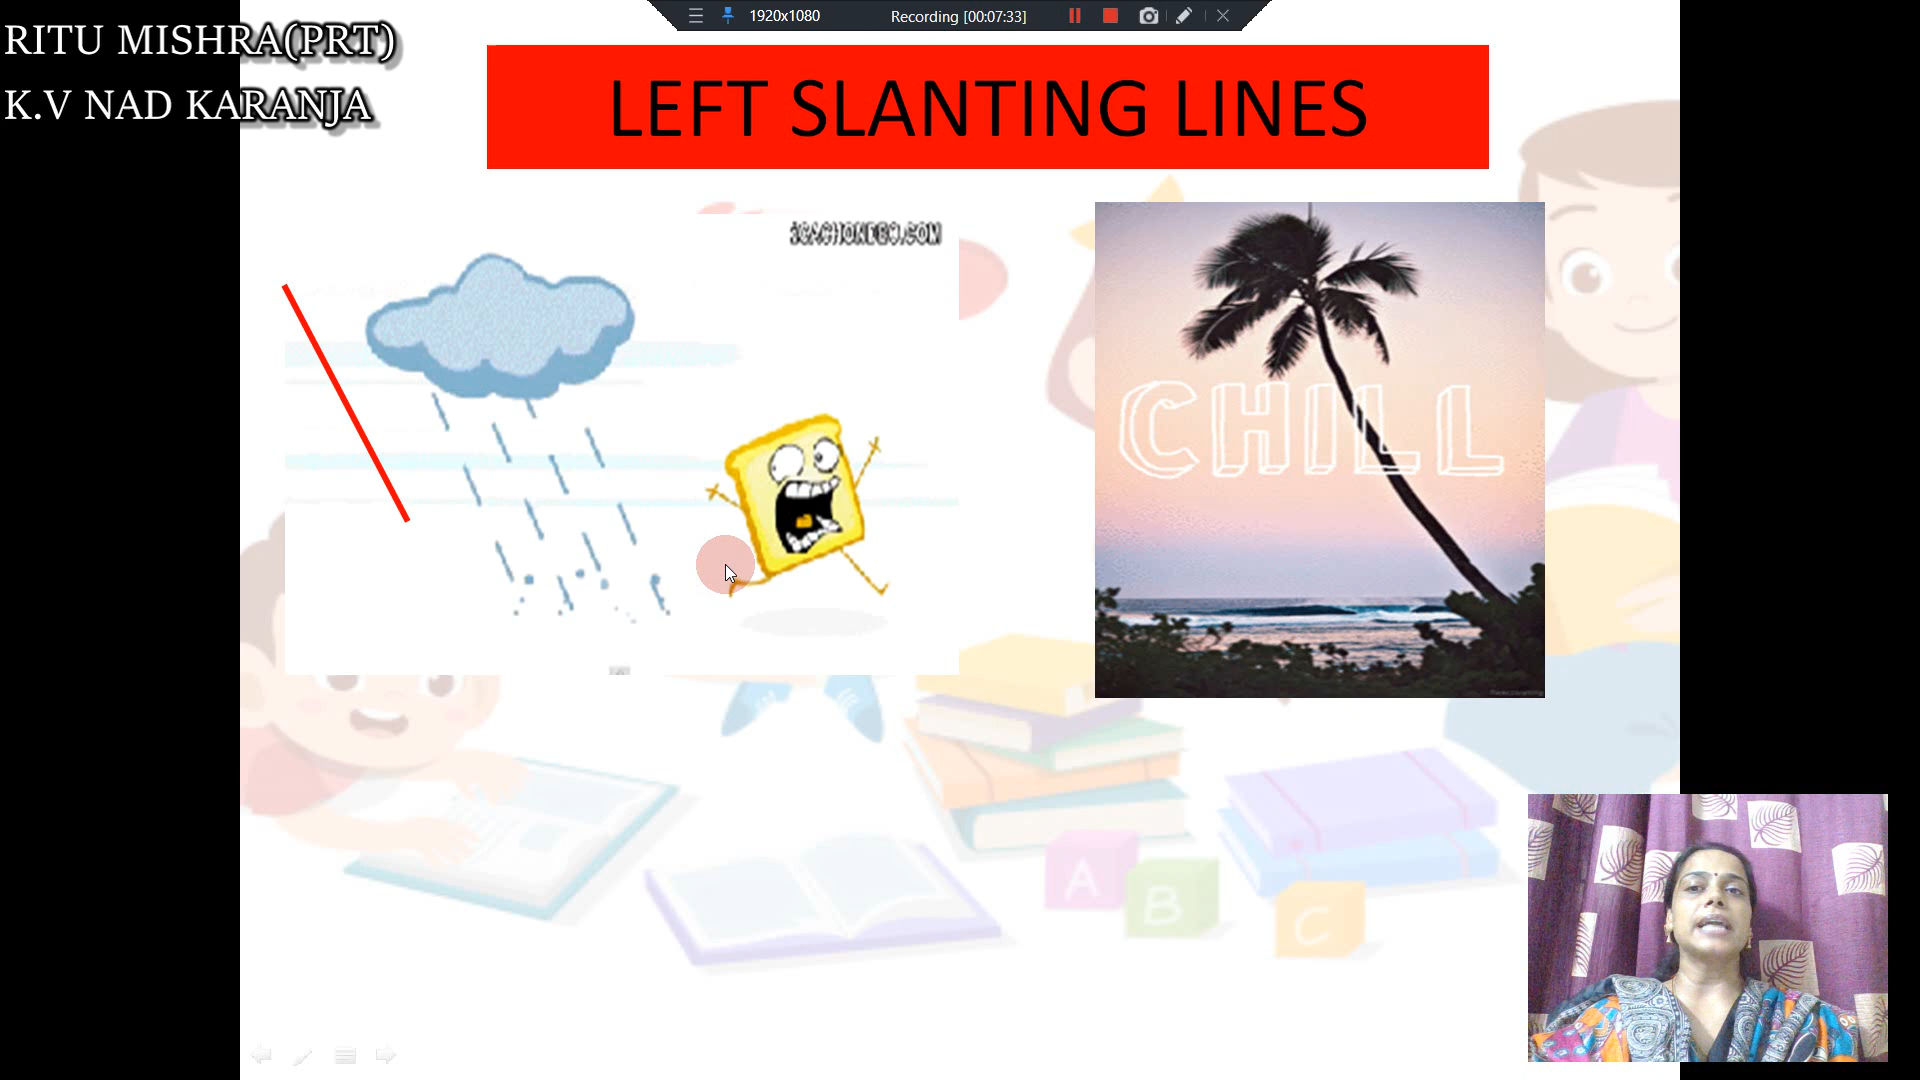 RITU MISHRA(PRT)
K.V NAD KARANJA
1920x1080
Recording [00:07:33]
LEFT SLANTING LINES
CHILL
A
B
C